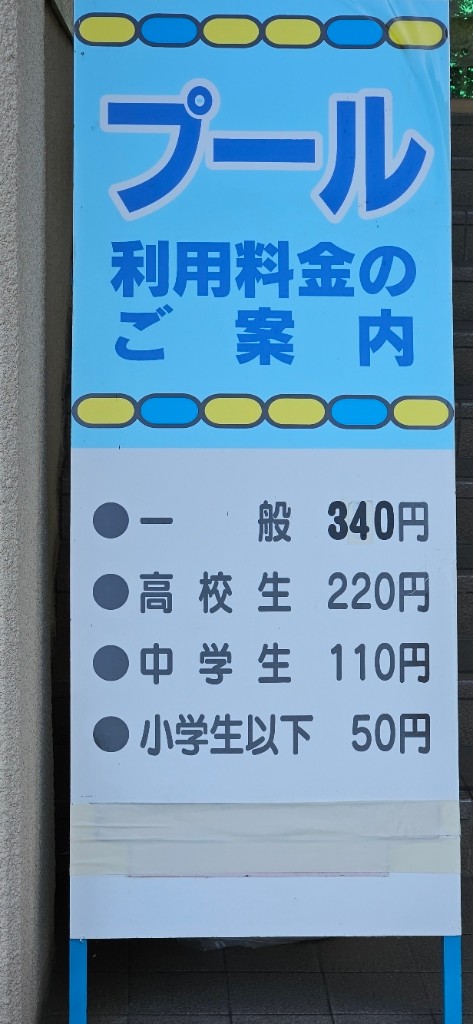 プール
利用料金の
ご案内
●一般 340円
●高校生 220円
●中学生 110円
●小学生以下 50円